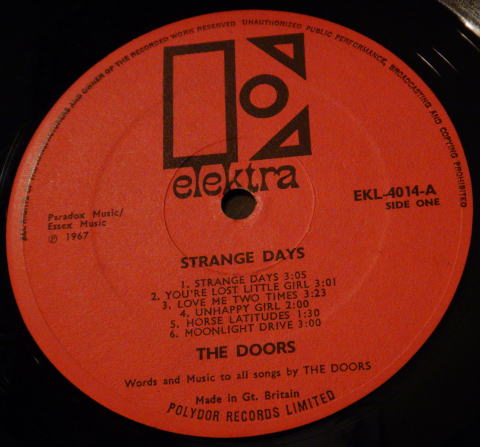 ALL RIGHTS OF THE MANUFACTURERS AND OWNER OF THE RECORDED WORK RESERVED UNAUTHORIZED PUBLIC PERFORMANCE, BROADCASTING AND COPYING PROHIBITED
elektra
EKL-4014-A
SIDE ONE
Paradox Music/
Essex Music
℗ 1967
STRANGE DAYS
1. STRANGE DAYS 3:05
2. YOU'RE LOST LITTLE GIRL 3:01
3. LOVE ME TWO TIMES 3:23
4. UNHAPPY GIRL 2:00
5. HORSE LATITUDES 1:30
6. MOONLIGHT DRIVE 3:00
THE DOORS
Words and Music to all songs by THE DOORS
Made in Gt. Britain
POLYDOR RECORDS LIMITED